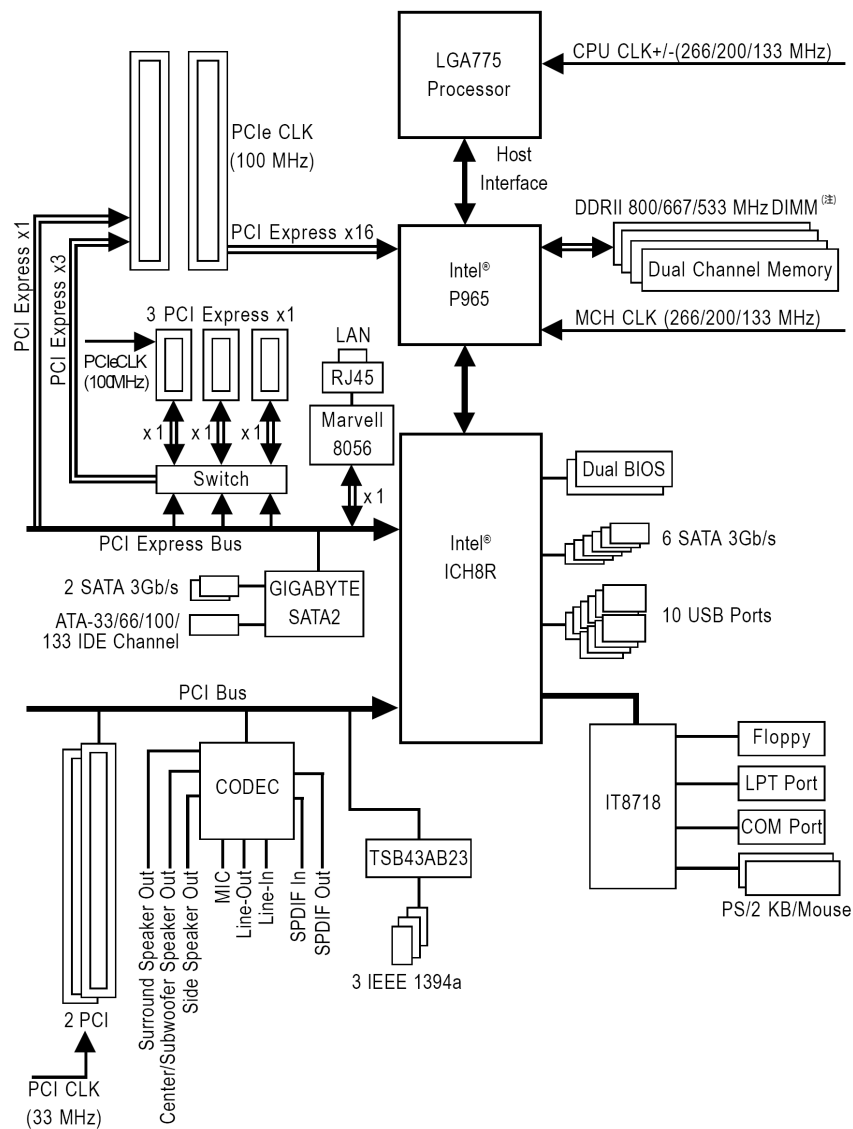 LGA775
Processor
CPU CLK+/-(266/200/133 MHz)
PCIe CLK
(100 MHz)
Host
Interface
DDRII 800/667/533 MHz DIMM (注)
PCI Express x1
PCI Express x3
PCI Express x16
Intel®
P965
Dual Channel Memory
MCH CLK (266/200/133 MHz)
3 PCI Express x1
PCIeCLK
(100MHz)
LAN
RJ45
Marvell
8056
x 1
x 1
x 1
Switch
x 1
Dual BIOS
PCI Express Bus
Intel®
ICH8R
6 SATA 3Gb/s
2 SATA 3Gb/s
GIGABYTE
SATA2
ATA-33/66/100/
133 IDE Channel
10 USB Ports
PCI Bus
CODEC
IT8718
Floppy
LPT Port
COM Port
PS/2 KB/Mouse
TSB43AB23
3 IEEE 1394a
Surround Speaker Out
Center/Subwoofer Speaker Out
Side Speaker Out
MIC
Line-Out
Line-In
SPDIF In
SPDIF Out
2 PCI
PCI CLK
(33 MHz)